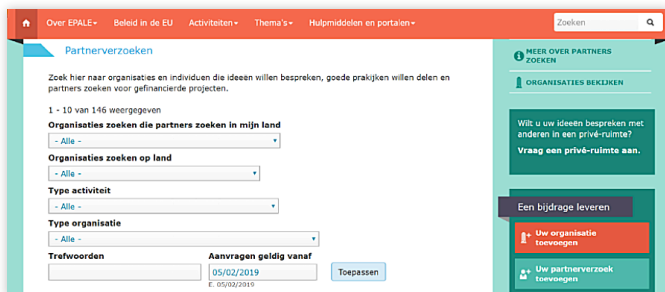 Over EPALE Beleid in de EU Activiteiten Thema's Hulpmiddelen en portalen Zoeken
Partnerverzoeken
Zoek hier naar organisaties en individuen die ideeën willen bespreken, goede prakijken willen delen en
partners zoeken voor gefinancierde projecten.
1 - 10 van 146 weergegeven
Organisaties zoeken die partners zoeken in mijn land
- Alle -
Organisaties zoeken op land
- Alle -
Type activiteit
- Alle -
Type organisatie
- Alle -
Trefwoorden Aanvragen geldig vanaf
05/02/2019 Toepassen
E. 05/02/2019
MEER OVER PARTNERS
ZOEKEN
ORGANISATIES BEKIJKEN
Wilt u uw ideeën bespreken met
anderen in een privé-ruimte?
Vraag een privé-ruimte aan.
Een bijdrage leveren
Uw organisatie
toevoegen
Uw partnerverzoek
toevoegen